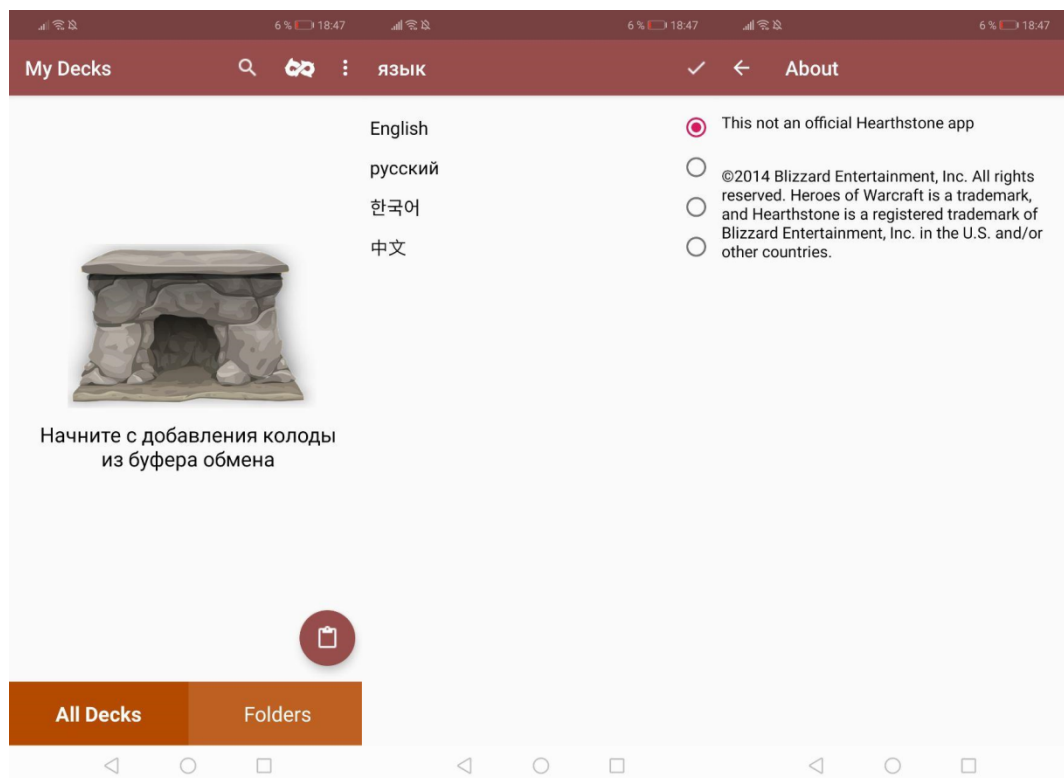 6 % 18:47
My Decks
Начните с добавления колоды
из буфера обмена
All Decks
Folders
6 % 18:47
язык
English
русский
한국어
中文
6 % 18:47
About
This not an official Hearthstone app
©2014 Blizzard Entertainment, Inc. All rights
reserved. Heroes of Warcraft is a trademark,
and Hearthstone is a registered trademark of
Blizzard Entertainment, Inc. in the U.S. and/or
other countries.